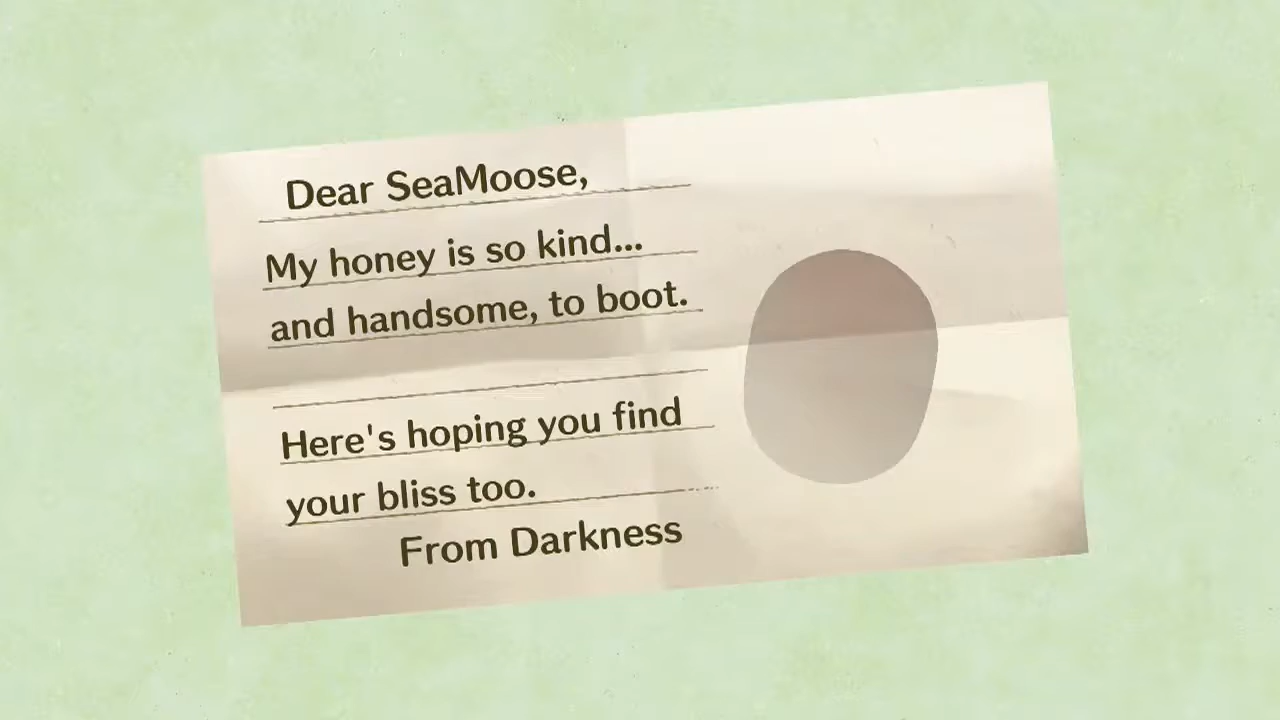 Dear SeaMoose,
My honey is so kind...
and handsome, to boot.
Here's hoping you find
your bliss too.
From Darkness